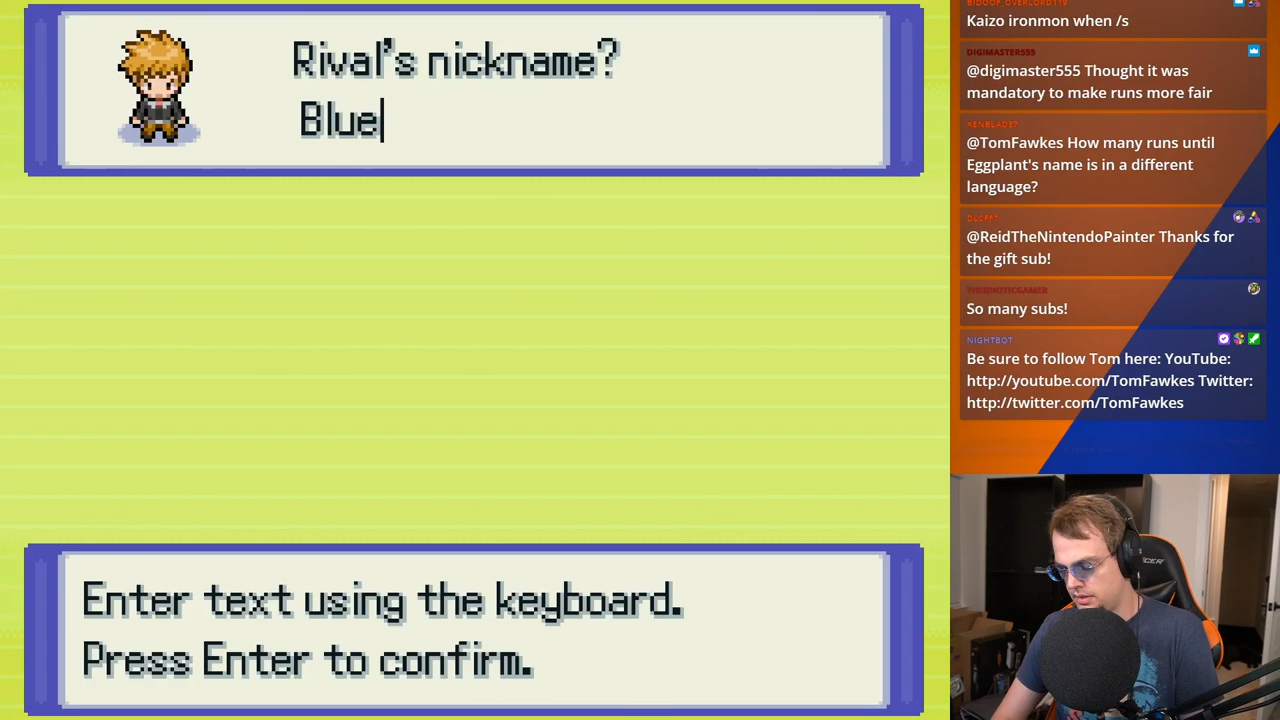 Rival's nickname?
Blue
Enter text using the keyboard.
Press Enter to confirm.
BIDOOF_OVERLORD119
Kaizo ironmon when /s
DIGIMASTER555
@digimaster555 Thought it was
mandatory to make runs more fair
XENBLADE7
@TomFawkes How many runs until
Eggplant's name is in a different
language?
@ReidTheNintendoPainter Thanks for
the gift sub!
So many subs!
NIGHTBOT
Be sure to follow Tom here: YouTube:
http://youtube.com/TomFawkes Twitter:
http://twitter.com/TomFawkes